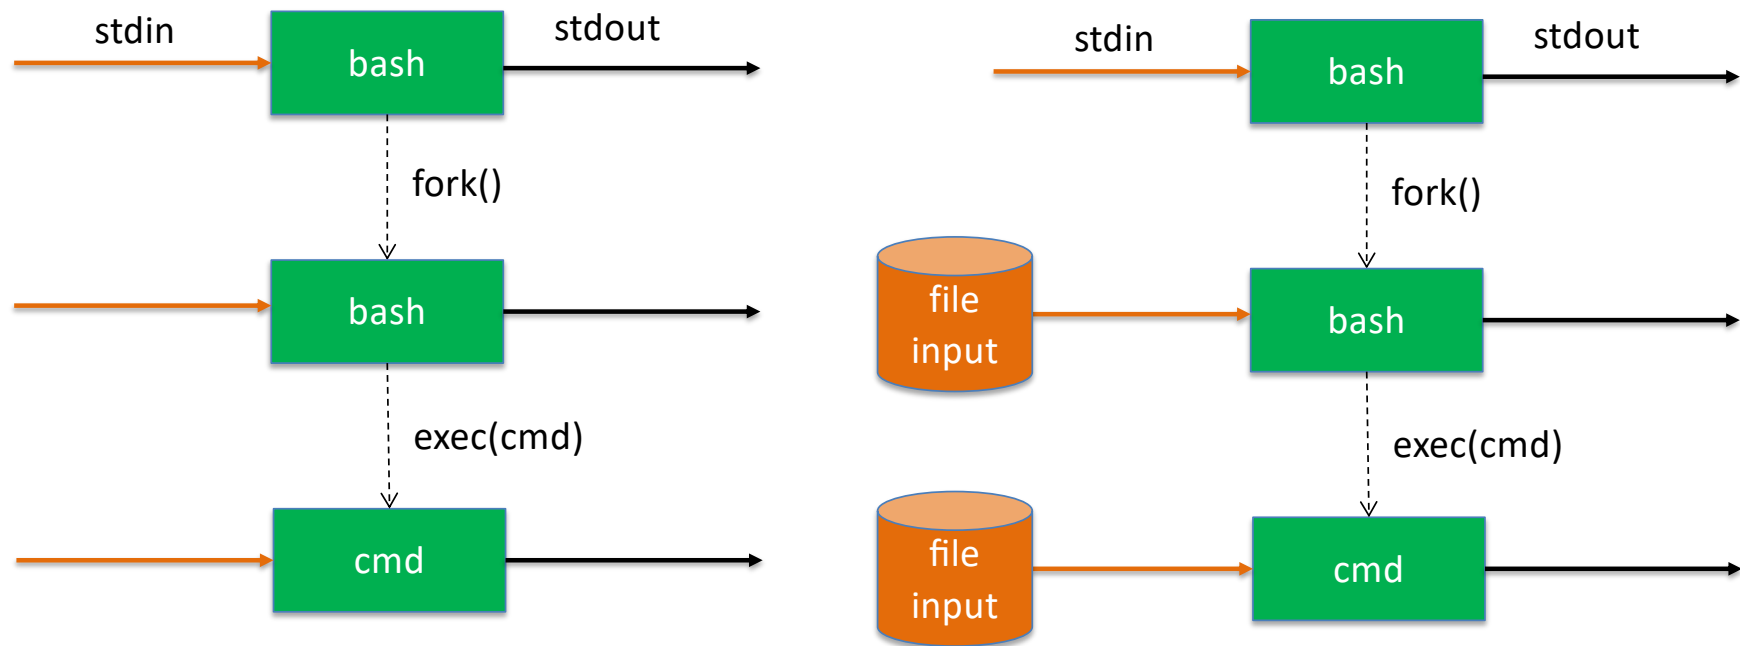 stdin
bash
stdout
fork()
bash
exec(cmd)
cmd
stdin
bash
stdout
fork()
file
input
bash
exec(cmd)
file
input
cmd